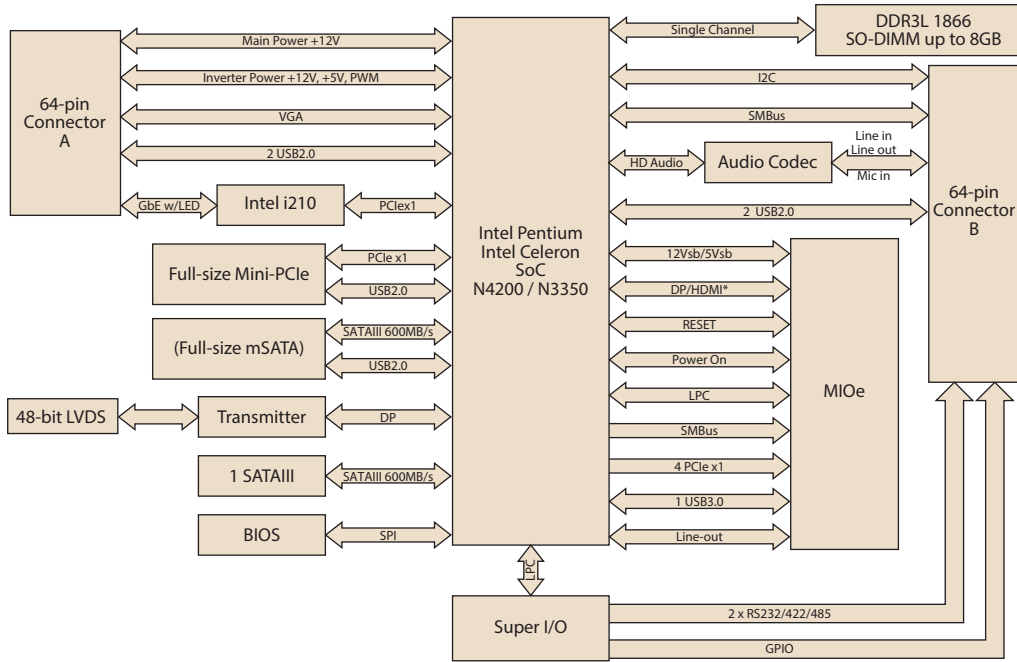 64-pin
Connector
A
Main Power +12V
Inverter Power +12V, +5V, PWM
VGA
2 USB2.0
GbE w/LED
Intel i210
PCIex1
Full-size Mini-PCIe
PCIe x1
USB2.0
(Full-size mSATA)
SATAIII 600MB/s
USB2.0
48-bit LVDS
Transmitter
DP
1 SATAIII
SATAIII 600MB/s
BIOS
SPI
Intel Pentium
Intel Celeron
SoC
N4200 / N3350
Single Channel
DDR3L 1866
SO-DIMM up to 8GB
I2C
SMBus
HD Audio
Audio Codec
Line in
Line out
Mic in
2 USB2.0
64-pin
Connector
B
12Vsb/5Vsb
DP/HDMI*
RESET
Power On
LPC
SMBus
4 PCIe x1
1 USB3.0
Line-out
MIOe
LPC
Super I/O
2 x RS232/422/485
GPIO